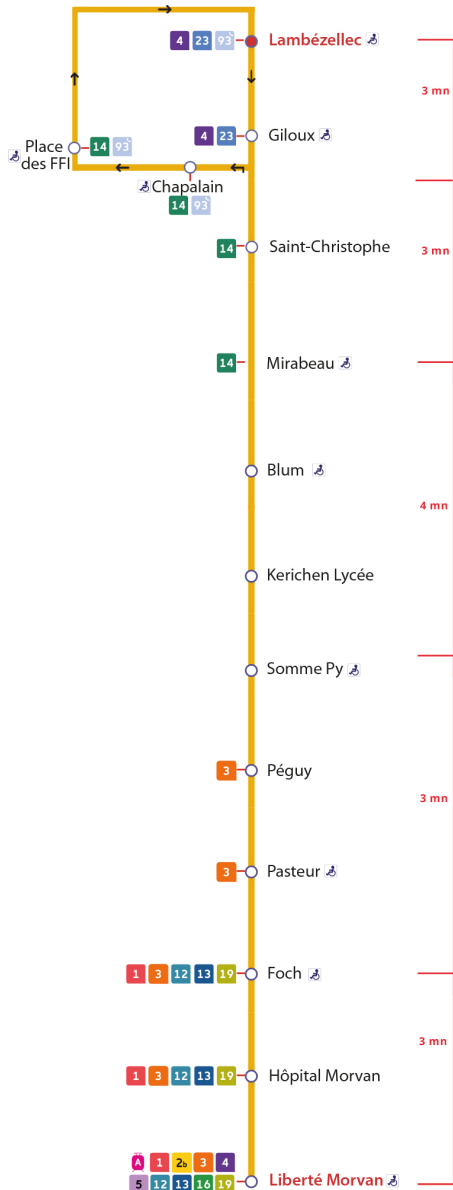 4 23 93 Lambézellec
3 mn
4 23 Giloux
Place
des FFI
14 93
Chapalain
14 93
14 Saint-Christophe
3 mn
14 Mirabeau
Blum
4 mn
Kerichen Lycée
Somme Py
3 Péguy
3 mn
3 Pasteur
1 3 12 13 19 Foch
3 mn
1 3 12 13 19 Hôpital Morvan
A 1 2b 3 4
5 12 13 16 19 Liberté Morvan